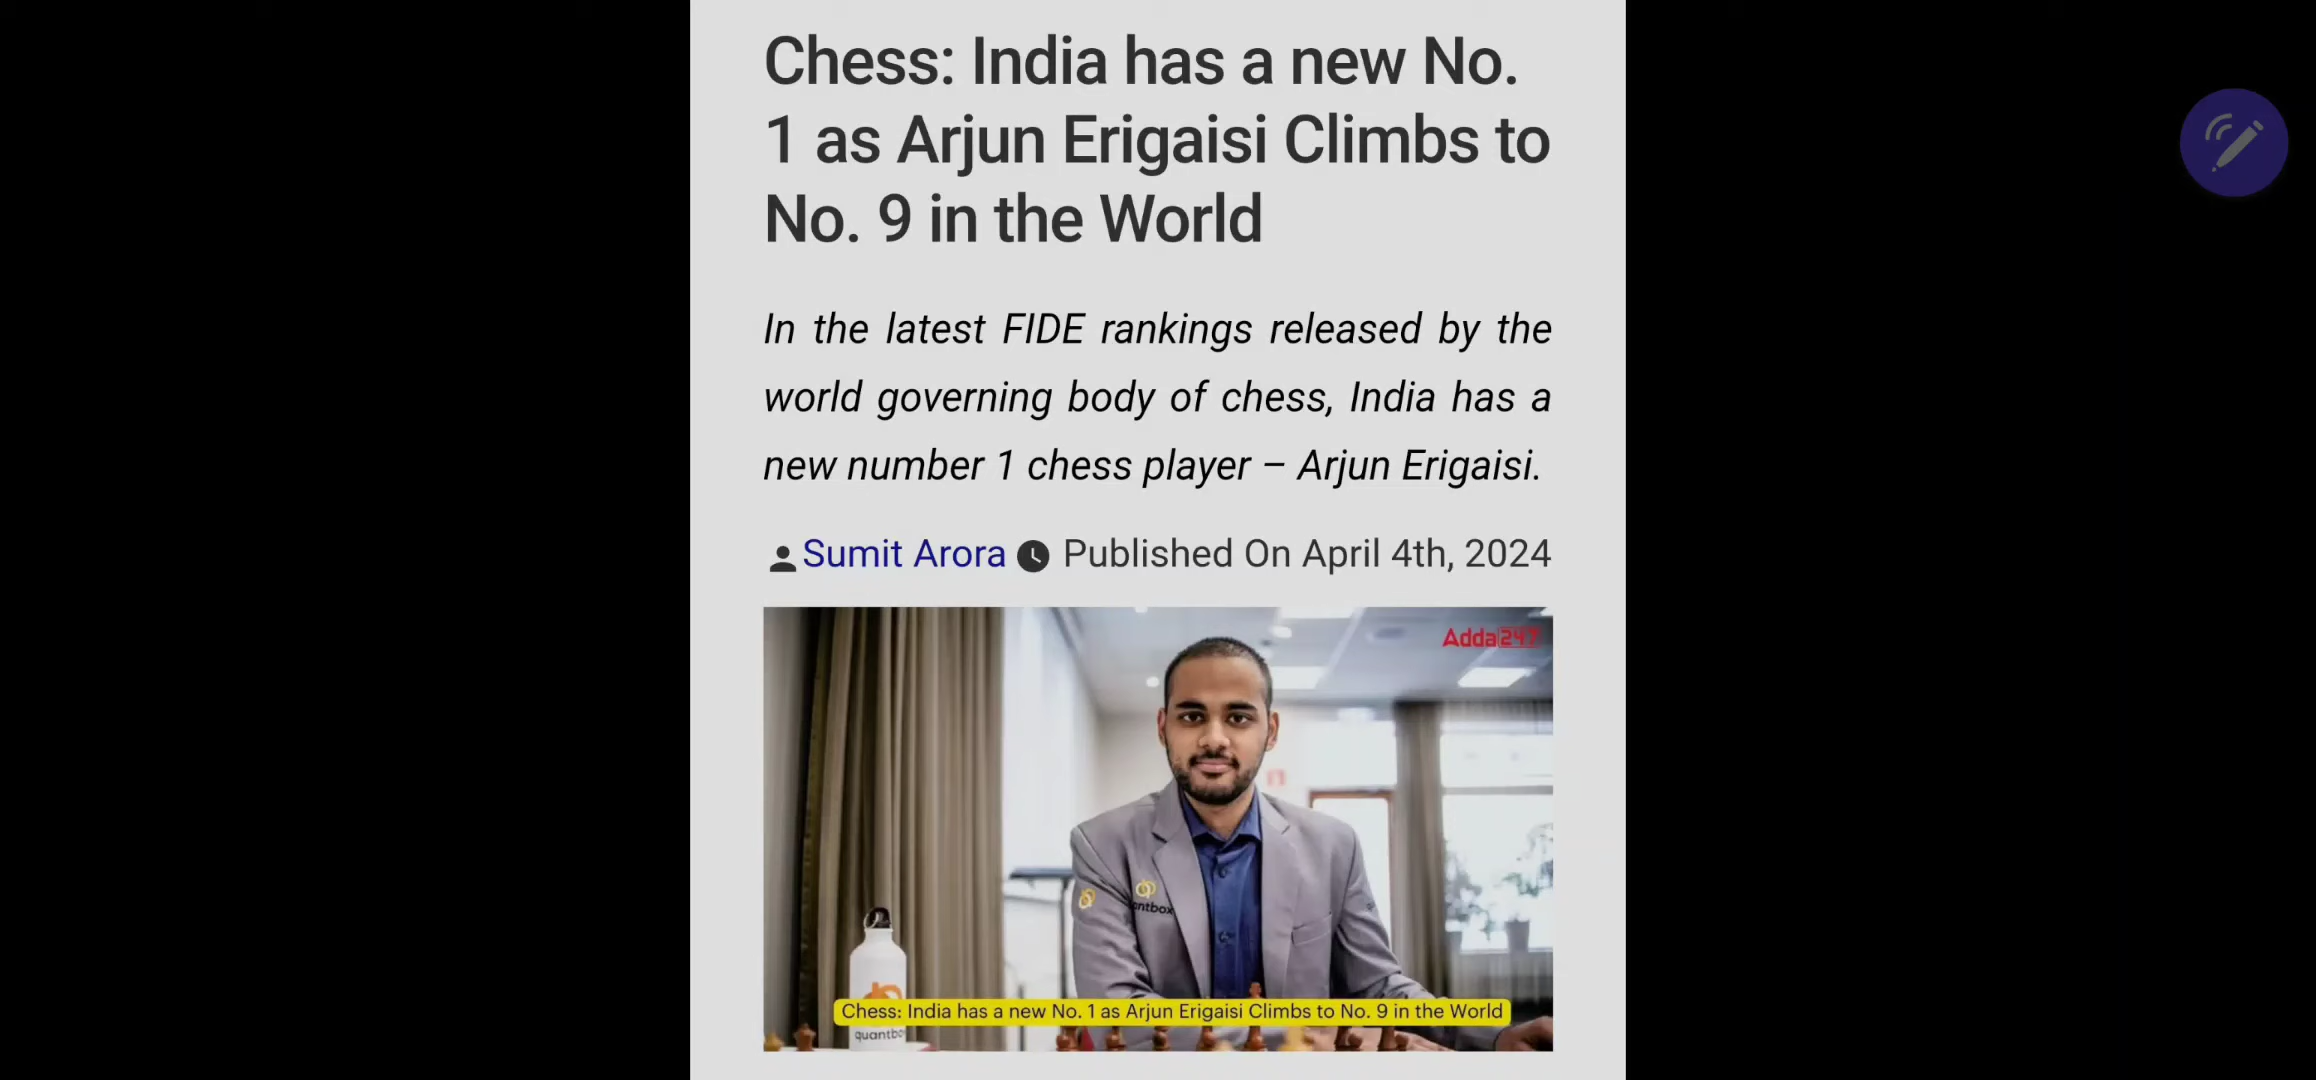 Chess: India has a new No.
1 as Arjun Erigaisi Climbs to
No. 9 in the World
In the latest FIDE rankings released by the
world governing body of chess, India has a
new number 1 chess player – Arjun Erigaisi.
Sumit Arora Published On April 4th, 2024
Adda247
antbox
Chess: India has a new No. 1 as Arjun Erigaisi Climbs to No. 9 in the World
quantbo